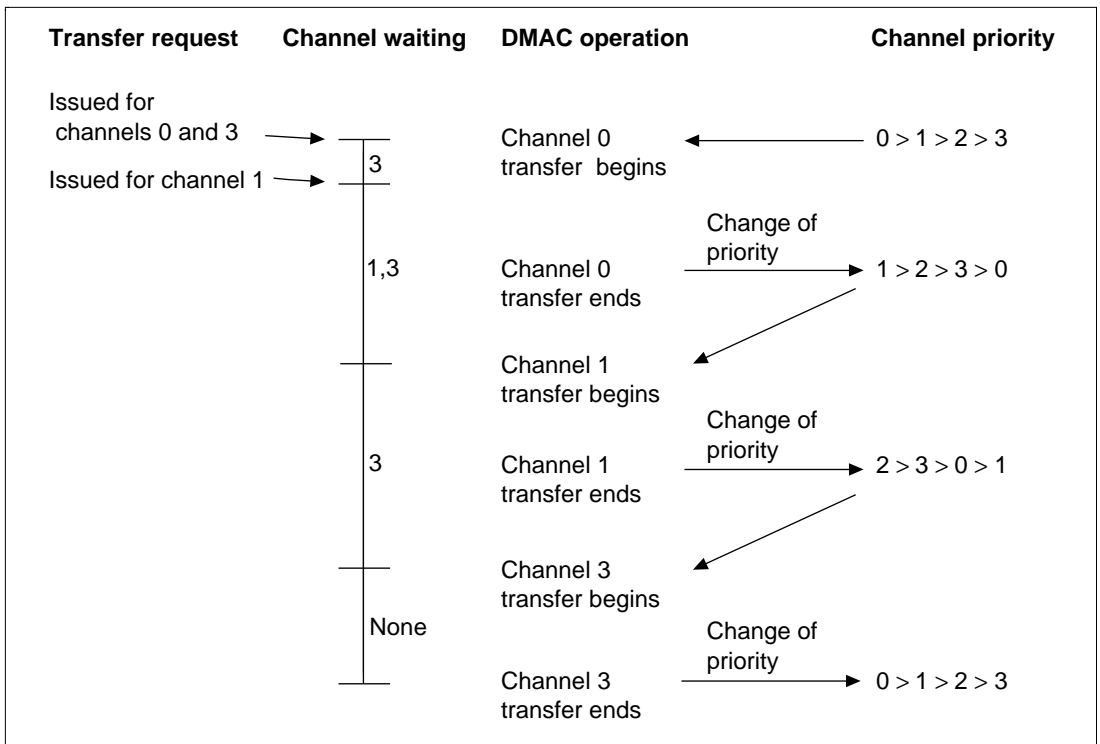 Transfer request
Channel waiting
DMAC operation
Channel priority
Issued for
channels 0 and 3
3
Channel 0
transfer begins
0 > 1 > 2 > 3
Issued for channel 1
Change of
priority
1,3
Channel 0
transfer ends
1 > 2 > 3 > 0
Channel 1
transfer begins
Change of
priority
3
Channel 1
transfer ends
2 > 3 > 0 > 1
Channel 3
transfer begins
None
Change of
priority
Channel 3
transfer ends
0 > 1 > 2 > 3